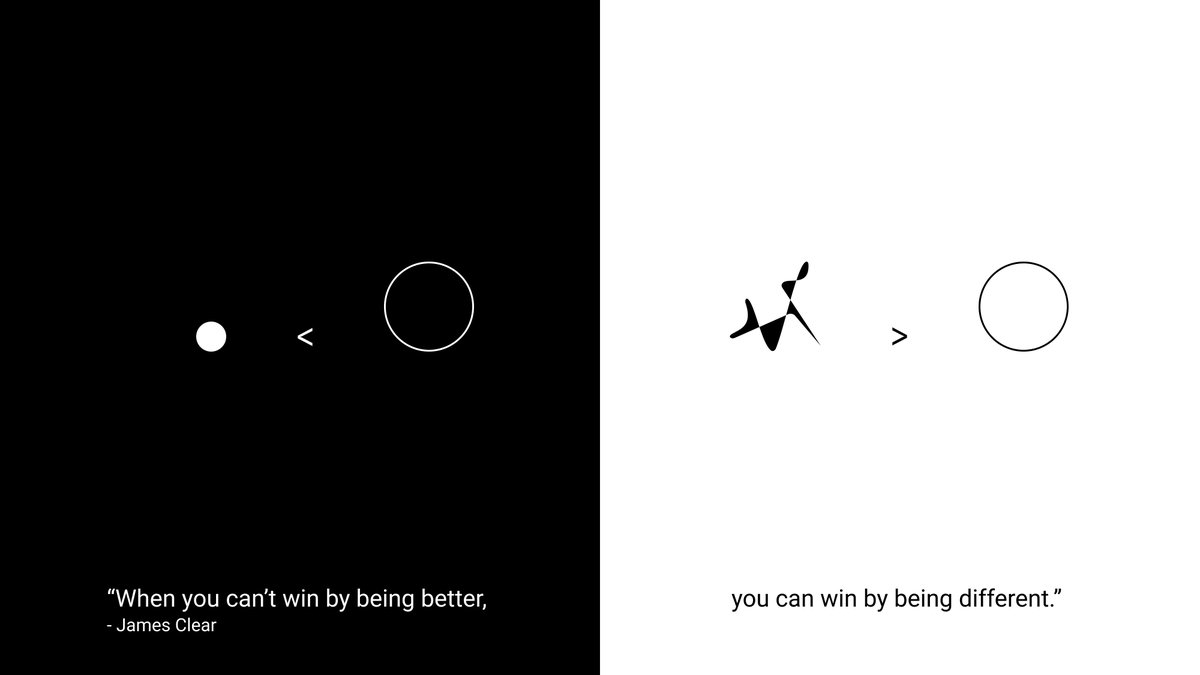 <
>
“When you can’t win by being better,
- James Clear
you can win by being different.”